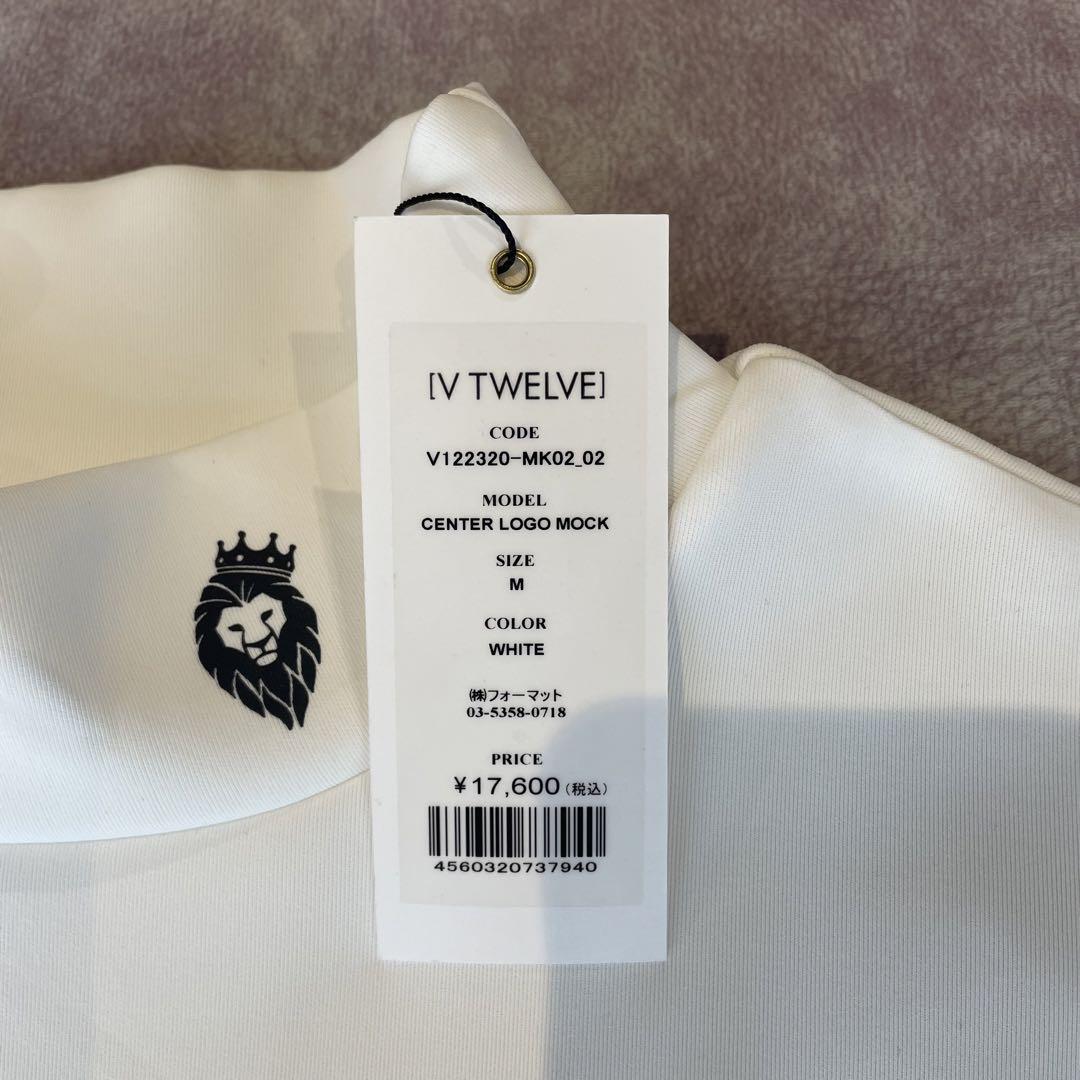 [V TWELVE]
CODE
V122320-MK02_02
MODEL
CENTER LOGO MOCK
SIZE
M
COLOR
WHITE
㈱フォーマット
03-5358-0718
PRICE
¥17,600(税込)
4560320737940